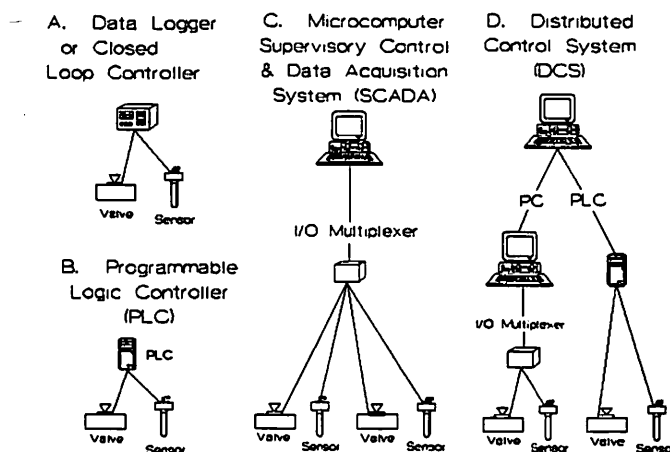 A. Data Logger
or Closed
Loop Controller
Valve
Sensor
B. Programmable
Logic Controller
(PLC)
PLC
Valve
Sensor
C. Microcomputer
Supervisory Control
& Data Acquisition
System (SCADA)
I/O Multiplexer
Valve
Sensor
Valve
Sensor
D. Distributed
Control System
(DCS)
PC
PLC
I/O Multiplexer
Valve
Sensor
Valve
Sensor